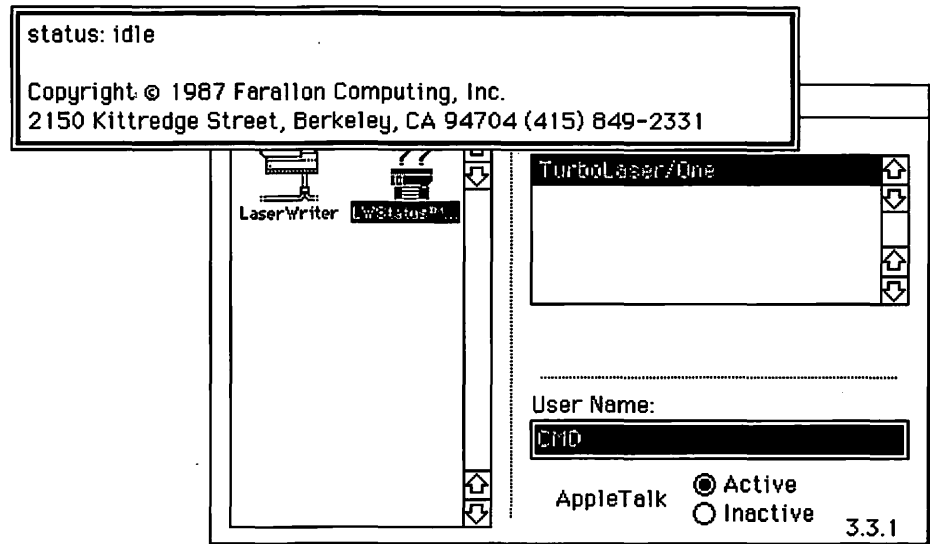 status: idle
Copyright © 1987 Farallon Computing, Inc.
2150 Kittredge Street, Berkeley, CA 94704 (415) 849-2331
TurboLaser/One
LaserWriter
User Name:
CMD
AppleTalk
Active
Inactive
3.3.1